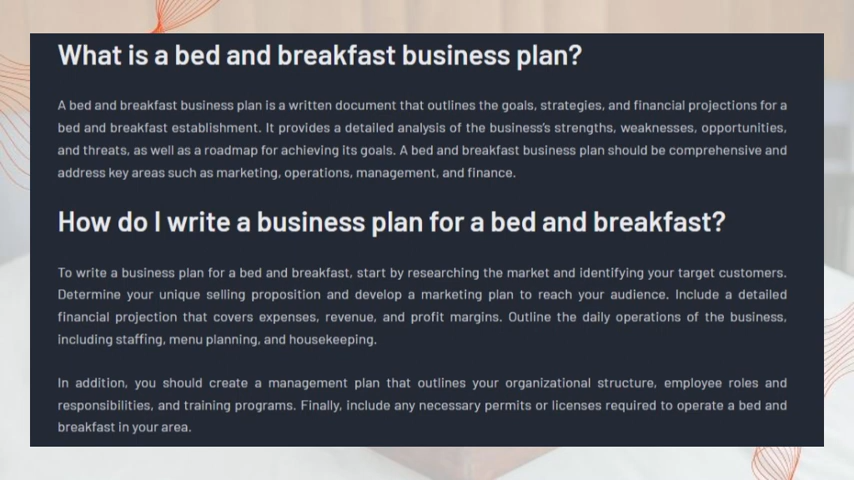 What is a bed and breakfast business plan?
A bed and breakfast business plan is a written document that outlines the goals, strategies, and financial projections for a
bed and breakfast establishment. It provides a detailed analysis of the business's strengths, weaknesses, opportunities,
and threats, as well as a roadmap for achieving its goals. A bed and breakfast business plan should be comprehensive and
address key areas such as marketing, operations, management, and finance.
How do I write a business plan for a bed and breakfast?
To write a business plan for a bed and breakfast, start by researching the market and identifying your target customers.
Determine your unique selling proposition and develop a marketing plan to reach your audience. Include a detailed
financial projection that covers expenses, revenue, and profit margins. Outline the daily operations of the business,
including staffing, menu planning, and housekeeping.
In addition, you should create a management plan that outlines your organizational structure, employee roles and
responsibilities, and training programs. Finally, include any necessary permits or licenses required to operate a bed and
breakfast in your area.